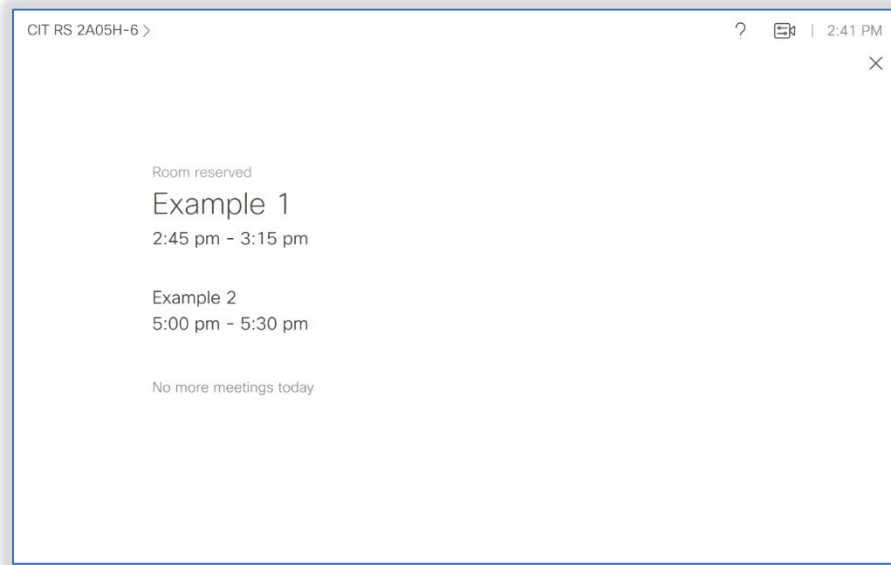 CIT RS 2A05H-6 >
? | 2:41 PM
Room reserved
Example 1
2:45 pm - 3:15 pm
Example 2
5:00 pm - 5:30 pm
No more meetings today